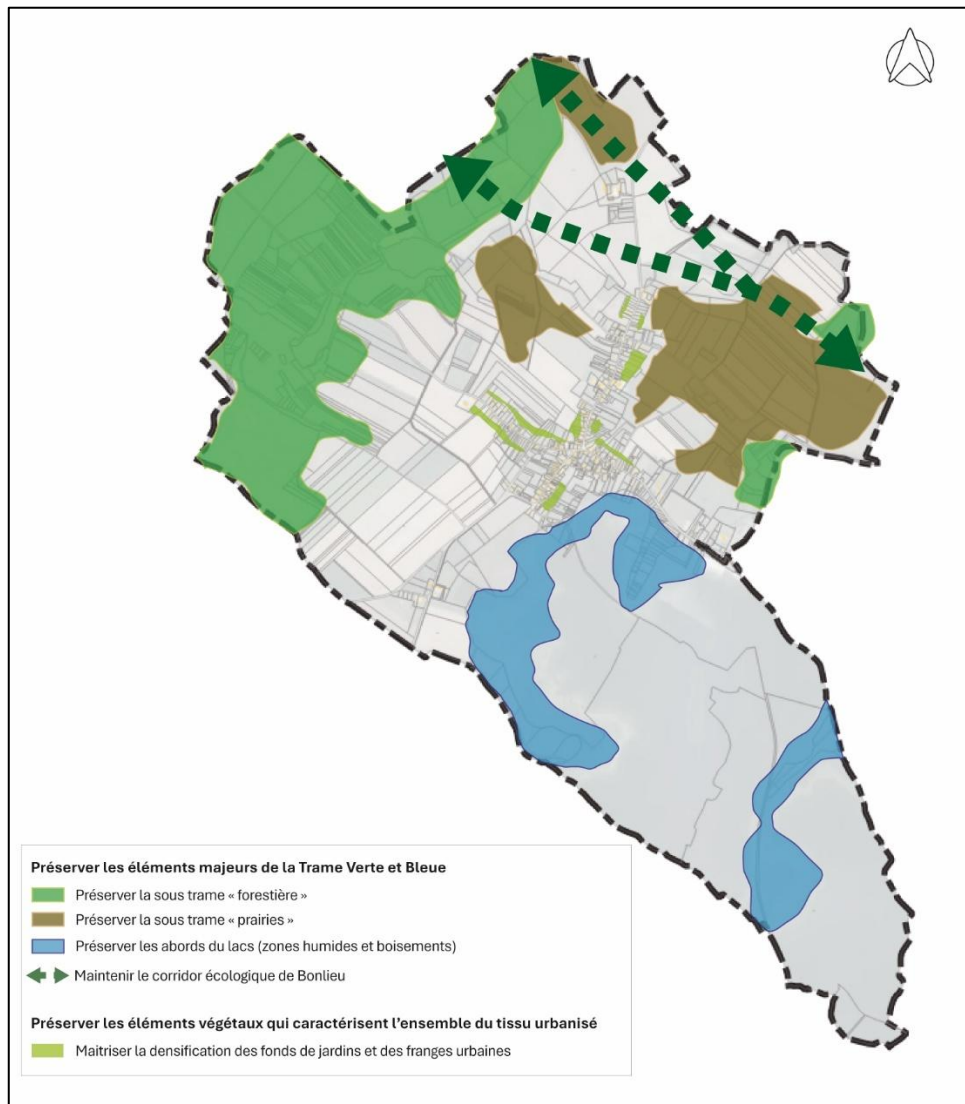 Préserver les éléments majeurs de la Trame Verte et Bleue
Préserver la sous trame « forestière »
Préserver la sous trame « prairies »
Préserver les abords du lacs (zones humides et boisements)
Maintenir le corridor écologique de Bonlieu
Préserver les éléments végétaux qui caractérisent l'ensemble du tissu urbanisé
Maitriser la densification des fonds de jardins et des franges urbaines